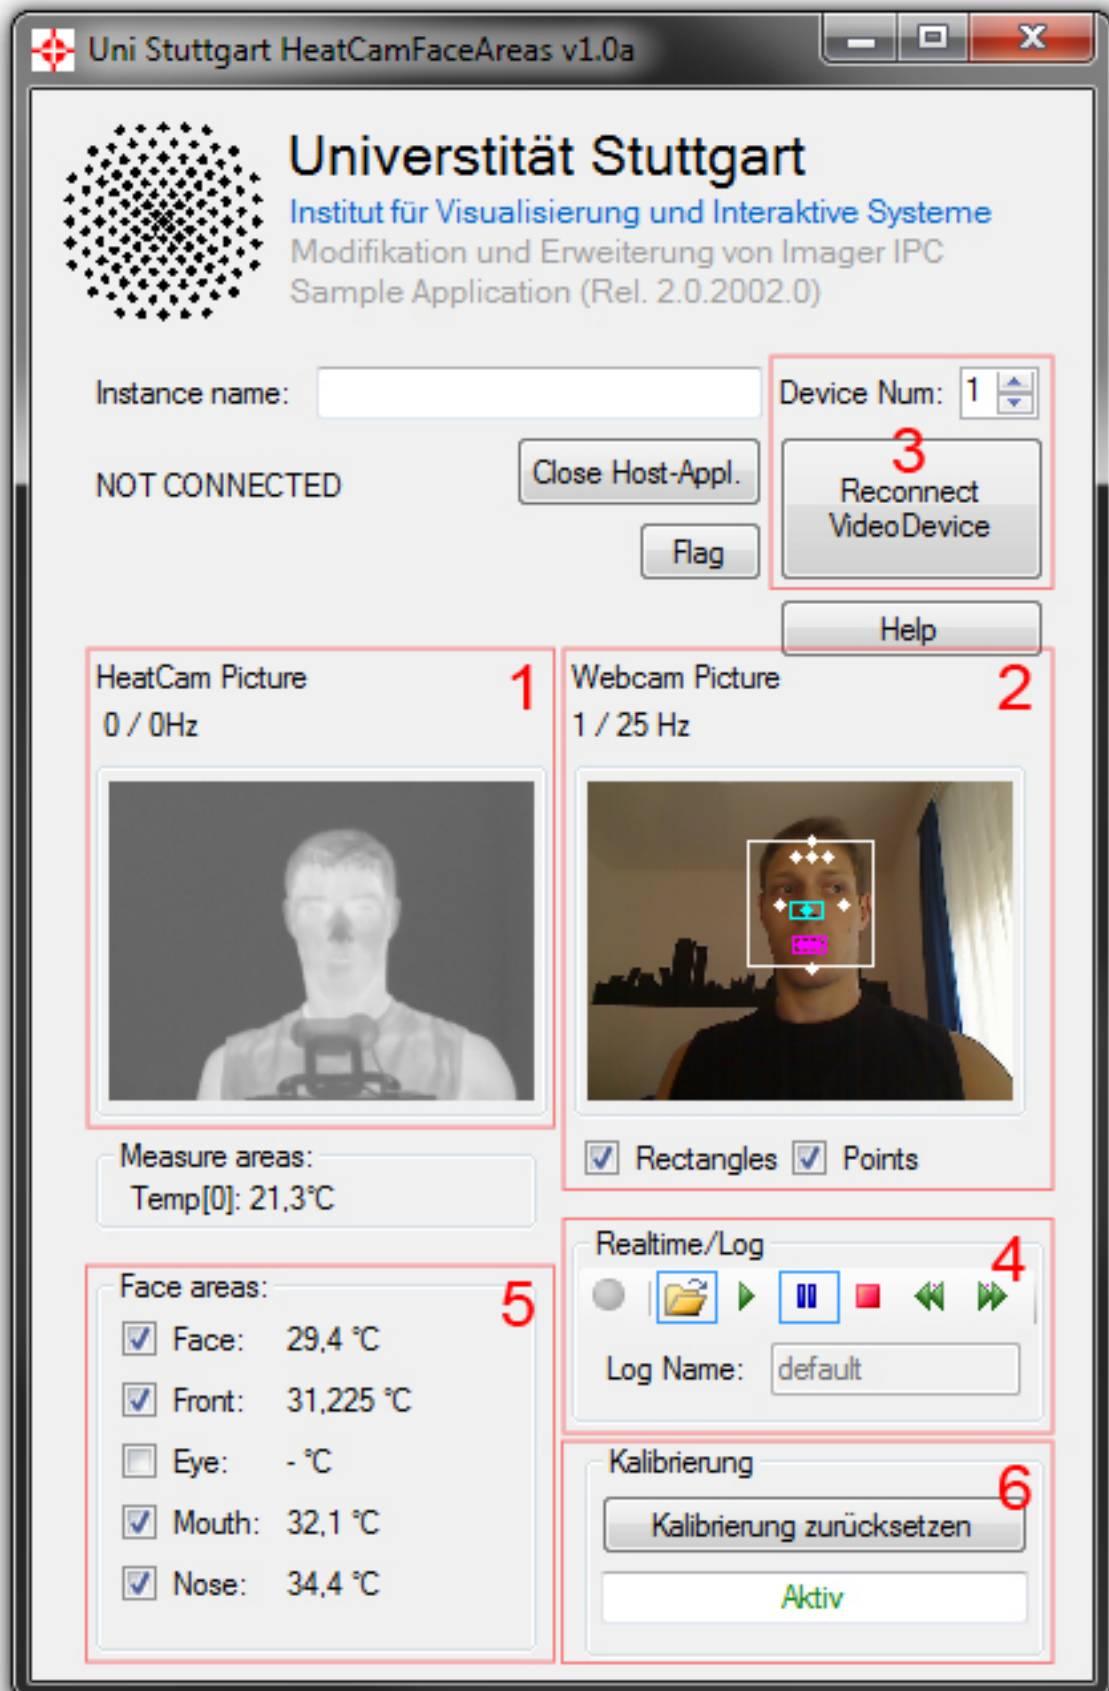 Uni Stuttgart HeatCamFaceAreas v1.0a
Universtität Stuttgart
Institut für Visualisierung und Interaktive Systeme
Modifikation und Erweiterung von Imager IPC
Sample Application (Rel. 2.0.2002.0)
Instance name:
Device Num: 1
NOT CONNECTED
Close Host-Appl.
3
Reconnect
VideoDevice
Flag
Help
HeatCam Picture
1
0 / 0Hz
Webcam Picture
2
1 / 25 Hz
Rectangles
Points
Measure areas:
Temp[0]: 21,3°C
Realtime/Log
4
Log Name: default
Face areas:
5
Face: 29,4 °C
Front: 31,225 °C
Eye: - °C
Mouth: 32,1 °C
Nose: 34,4 °C
Kalibrierung
6
Kalibrierung zurücksetzen
Aktiv